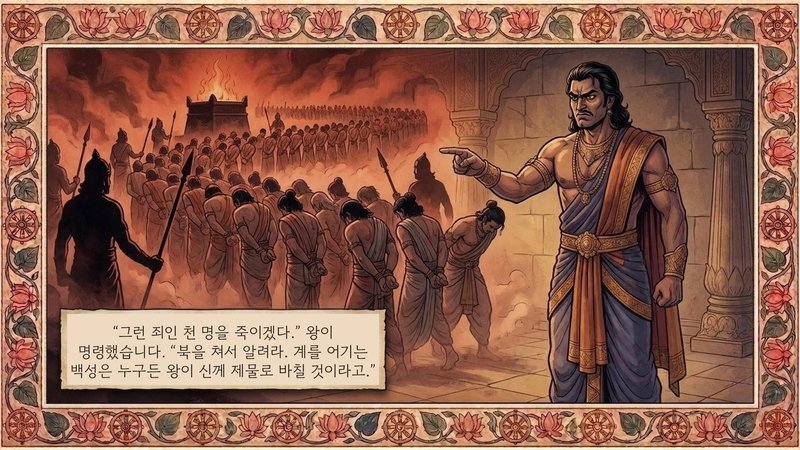 “그런 죄인 천 명을 죽이겠다.” 왕이
명령했습니다. “북을 쳐서 알려라. 계를 어기는
백성은 누구든 왕이 신께 제물로 바칠 것이라고.”